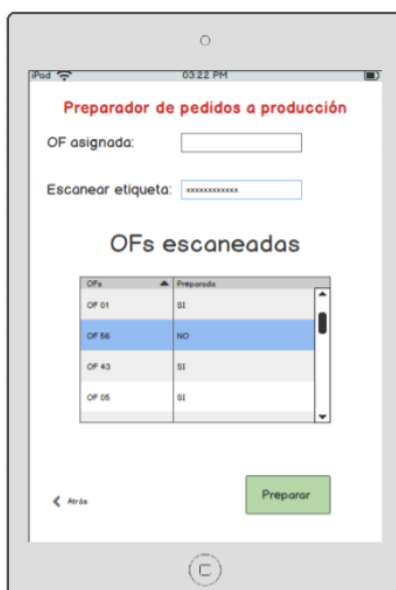 iPad 03:22 PM
Preparador de pedidos a producción
OF asignada:
Escanear etiqueta: xxxxxxxxxxxx
OFs escaneadas
OFs Preparada
OF 01 SI
OF 56 NO
OF 43 SI
OF 05 SI
Atrás Preparar